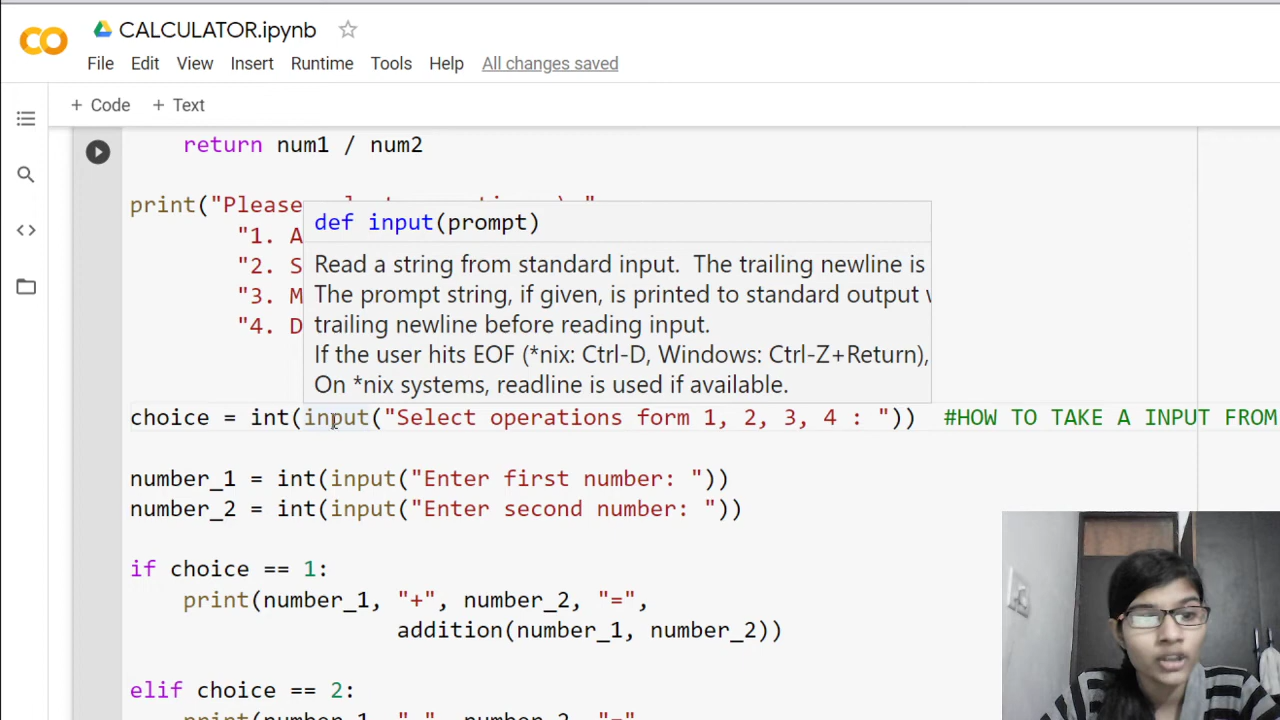 CALCULATOR.ipynb
File Edit View Insert Runtime Tools Help All changes saved
+ Code + Text
return num1 / num2
print("Please
def input(prompt)
"1. A
"2. S
Read a string from standard input. The trailing newline is
"3. M
The prompt string, if given, is printed to standard output
"4. D
trailing newline before reading input.
If the user hits EOF (*nix: Ctrl-D, Windows: Ctrl-Z+Return),
On *nix systems, readline is used if available.
choice = int(input("Select operations form 1, 2, 3, 4 : ")) #HOW TO TAKE A INPUT FROM
number_1 = int(input("Enter first number: "))
number_2 = int(input("Enter second number: "))
if choice == 1:
print(number_1, "+", number_2, "=",
addition(number_1, number_2))
elif choice == 2:
print(number_1, "-", number_2, "=",